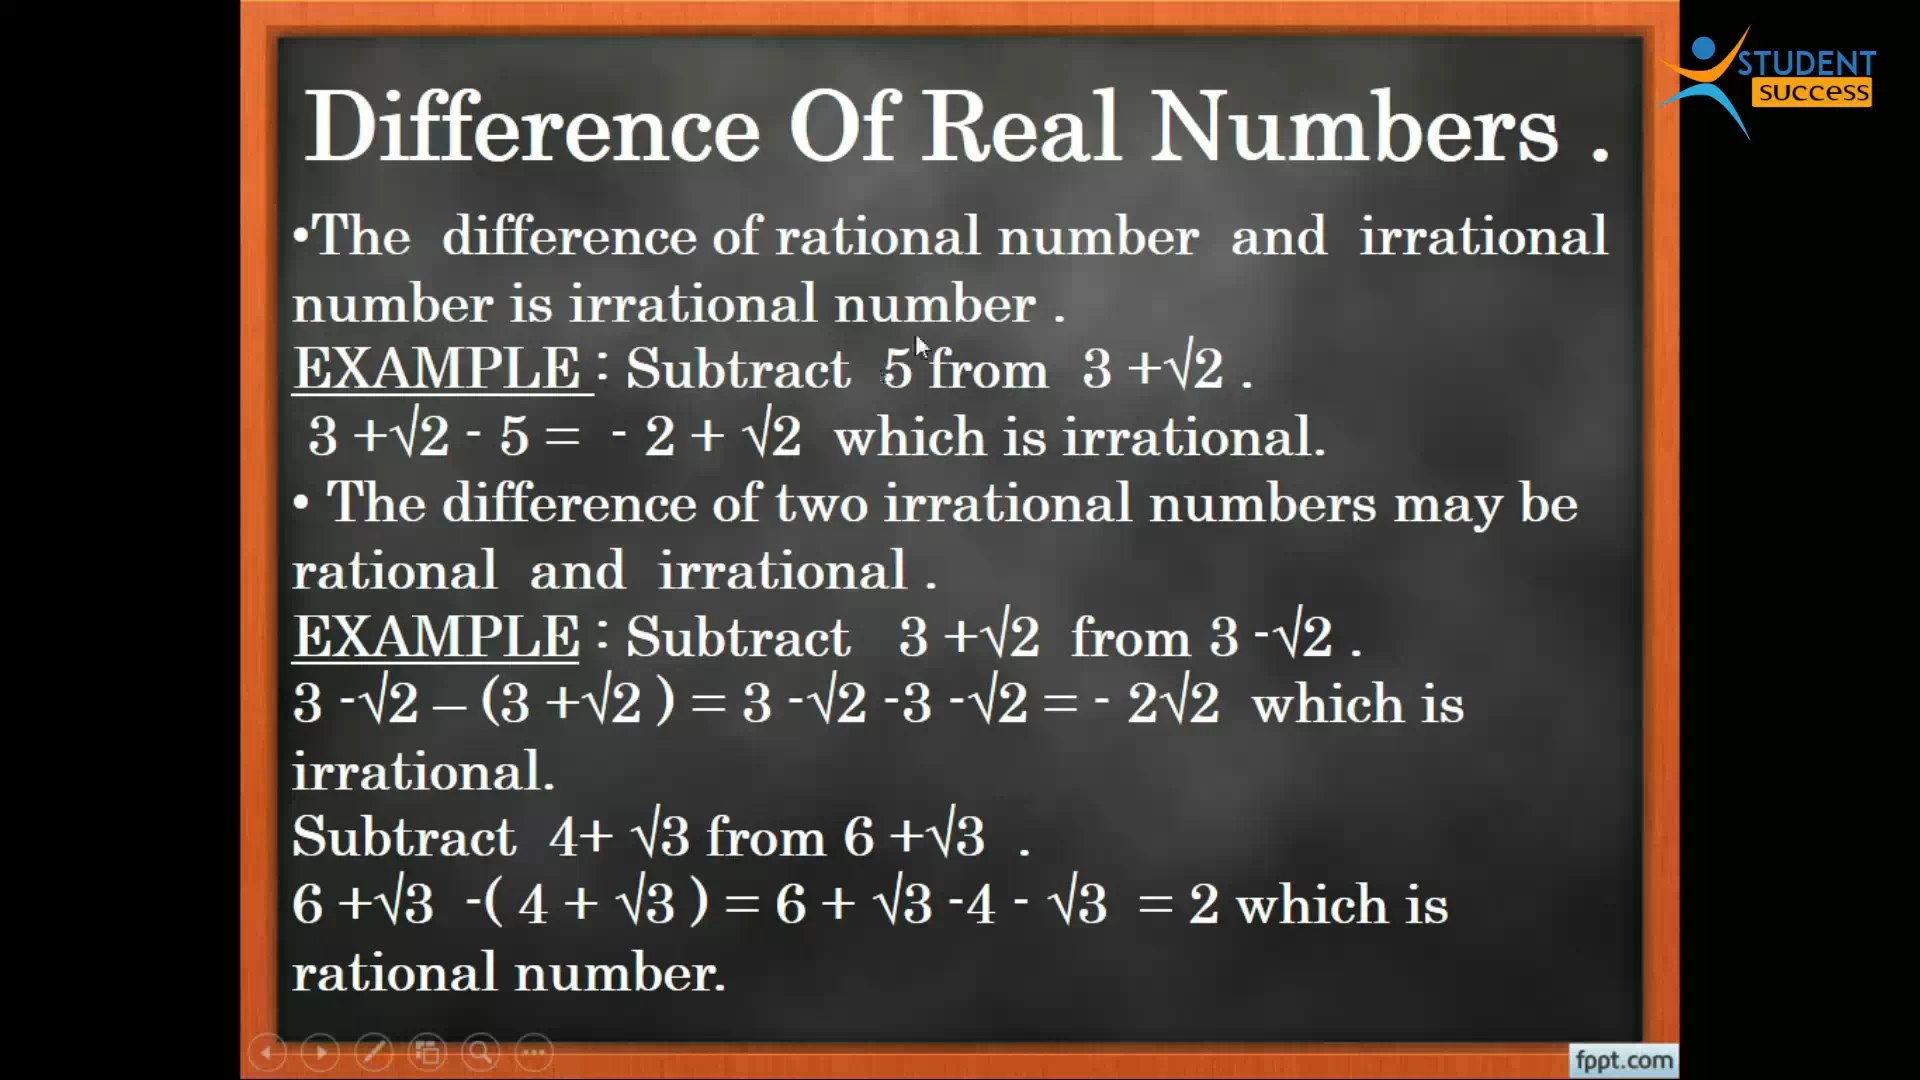 STUDENT
success
Difference Of Real Numbers .
•The difference of rational number and irrational
number is irrational number .
EXAMPLE : Subtract 5 from 3 +√2 .
3 +√2 - 5 = - 2 + √2 which is irrational.
• The difference of two irrational numbers may be
rational and irrational .
EXAMPLE : Subtract 3 +√2 from 3 -√2 .
3 -√2 – (3 +√2 ) = 3 -√2 -3 -√2 = - 2√2 which is
irrational.
Subtract 4+ √3 from 6 +√3 .
6 +√3 -( 4 + √3 ) = 6 + √3 -4 - √3 = 2 which is
rational number.
fppt.com